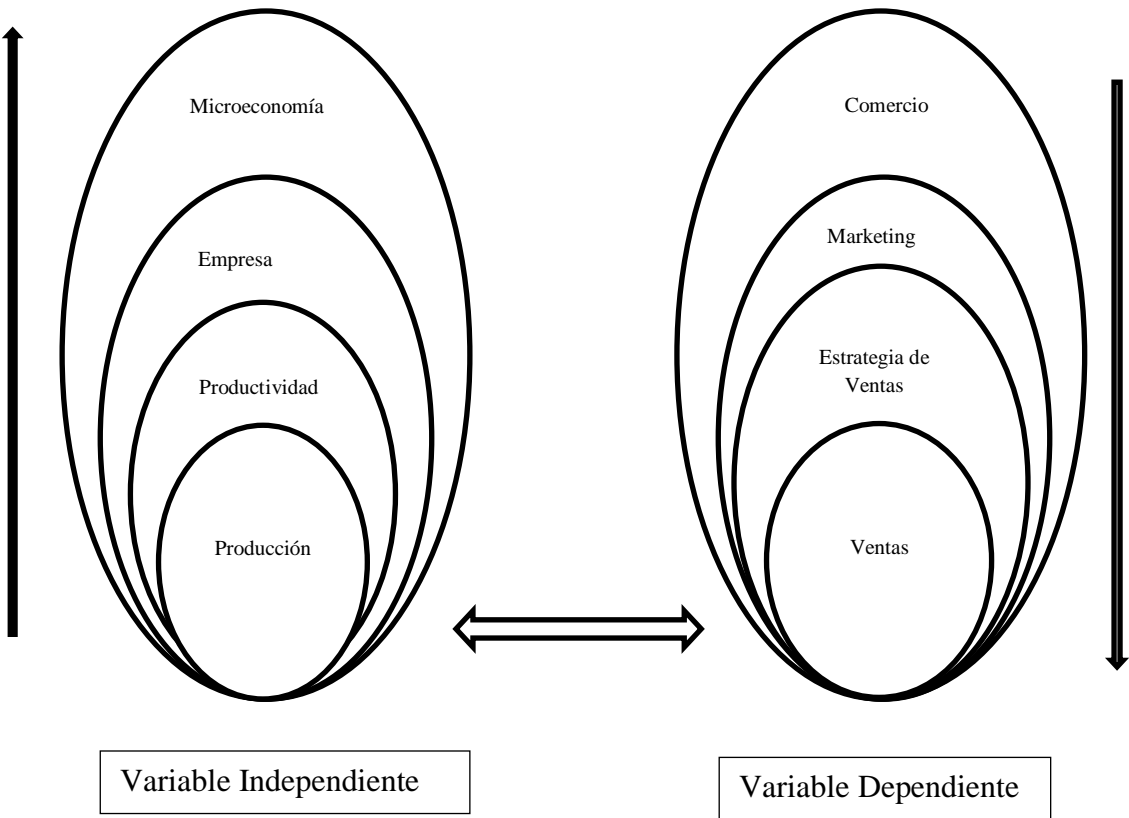 Microeconomía
Empresa
Productividad
Producción
Variable Independiente
Comercio
Marketing
Estrategia de
Ventas
Ventas
Variable Dependiente